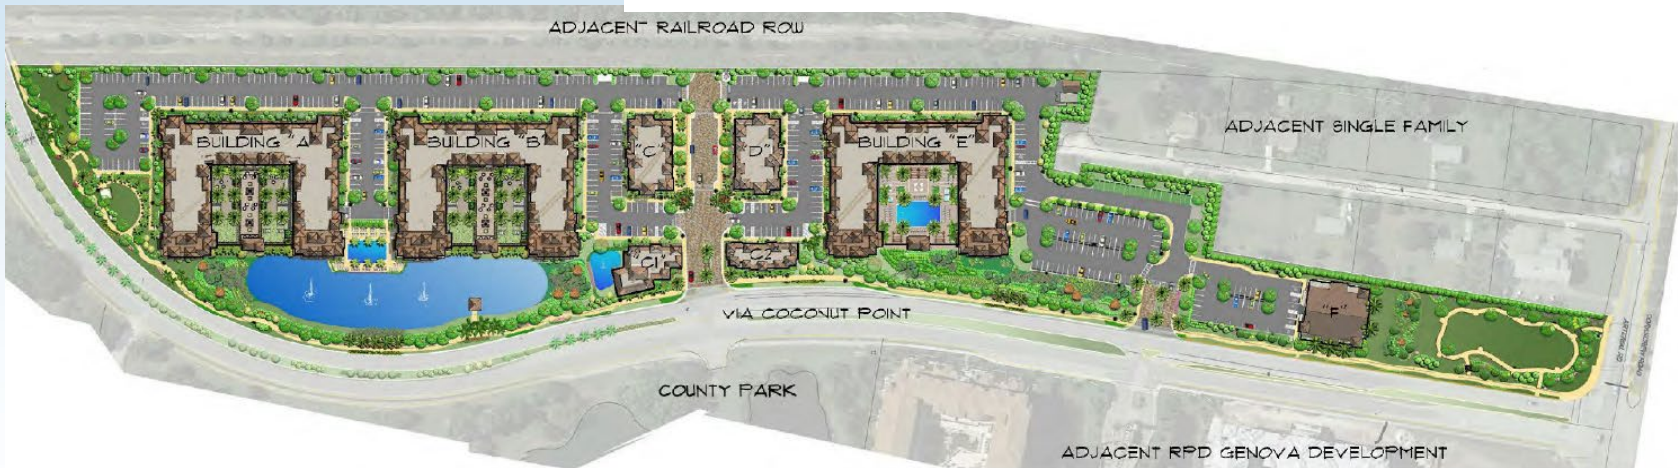 ADJACENT RAILROAD ROW
BUILDING "A"
BUILDING "B"
"C"
"D"
BUILDING "E"
ADJACENT SINGLE FAMILY
"C1"
C2
VIA COCONUT POINT
"F"
COUNTY PARK
ADJACENT RPD GENOVA DEVELOPMENT